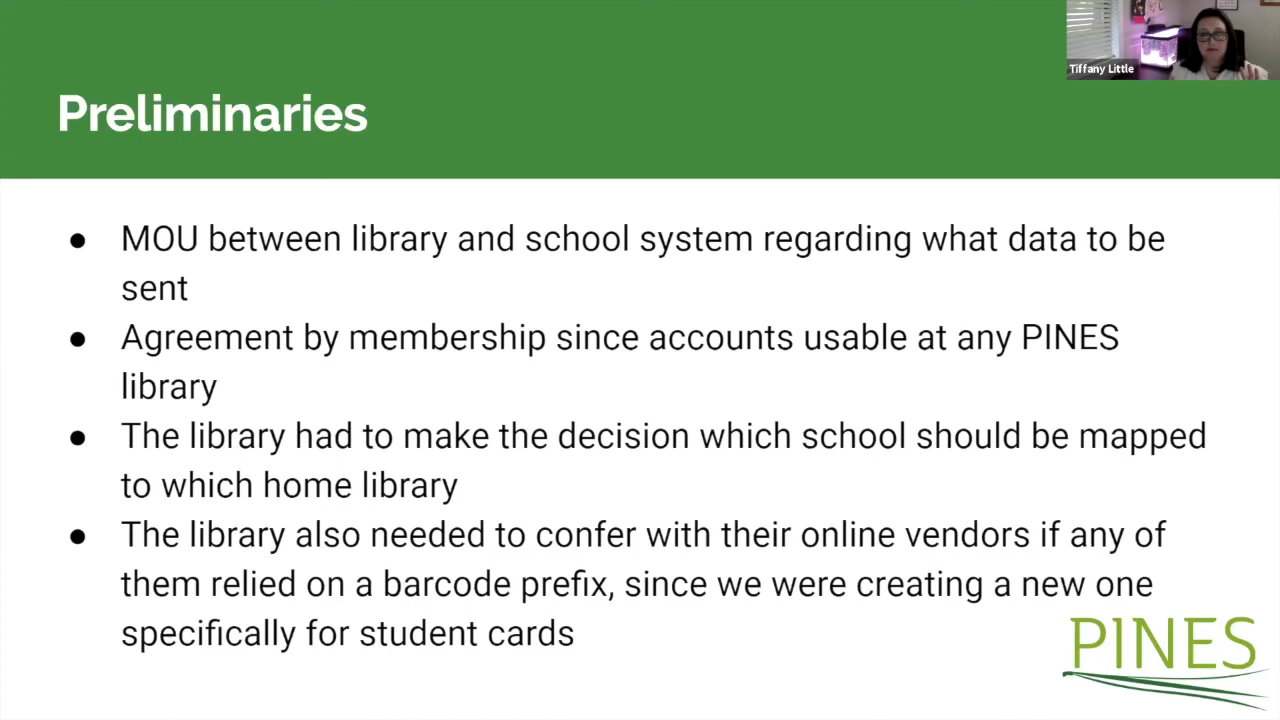 Tiffany Little
Preliminaries
● MOU between library and school system regarding what data to be
sent
● Agreement by membership since accounts usable at any PINES
library
● The library had to make the decision which school should be mapped
to which home library
● The library also needed to confer with their online vendors if any of
them relied on a barcode prefix, since we were creating a new one
specifically for student cards
PINES